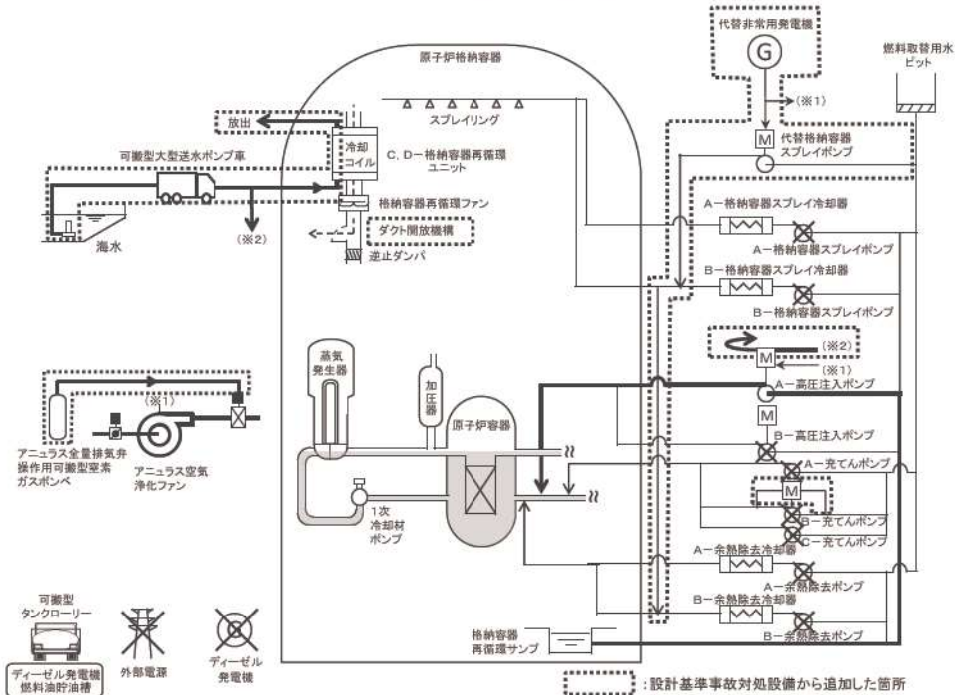 代替非常用発電機
G
燃料取替用水
ピット
原子炉格納容器
(※1)
放出
スプレイリング
M
代替格納容器
スプレイポンプ
冷却
コイル
C,D-格納容器再循環
ユニット
可搬型大型送水ポンプ車
格納容器再循環ファン
A-格納容器スプレイ冷却器
(※2)
ダクト開放機構
海水
A-格納容器スプレイポンプ
逆止ダンパ
B-格納容器スプレイ冷却器
B-格納容器スプレイポンプ
(※2)
M
(※1)
蒸気
発生器
加圧器
A-高圧注入ポンプ
(※1)
M
原子炉容器
B-高圧注入ポンプ
アニュラス全量排気弁
操作用可搬型窒素
ガスボンベ
アニュラス空気
浄化ファン
A-充てんポンプ
M
1次
冷却材
ポンプ
B-充てんポンプ
C-充てんポンプ
A-余熱除去冷却器
A-余熱除去ポンプ
可搬型
タンクローリー
B-余熱除去冷却器
格納容器
再循環サンプ
B-余熱除去ポンプ
ディーゼル発電機
燃料油貯油槽
外部電源
ディーゼル
発電機
:設計基準事故対処設備から追加した箇所